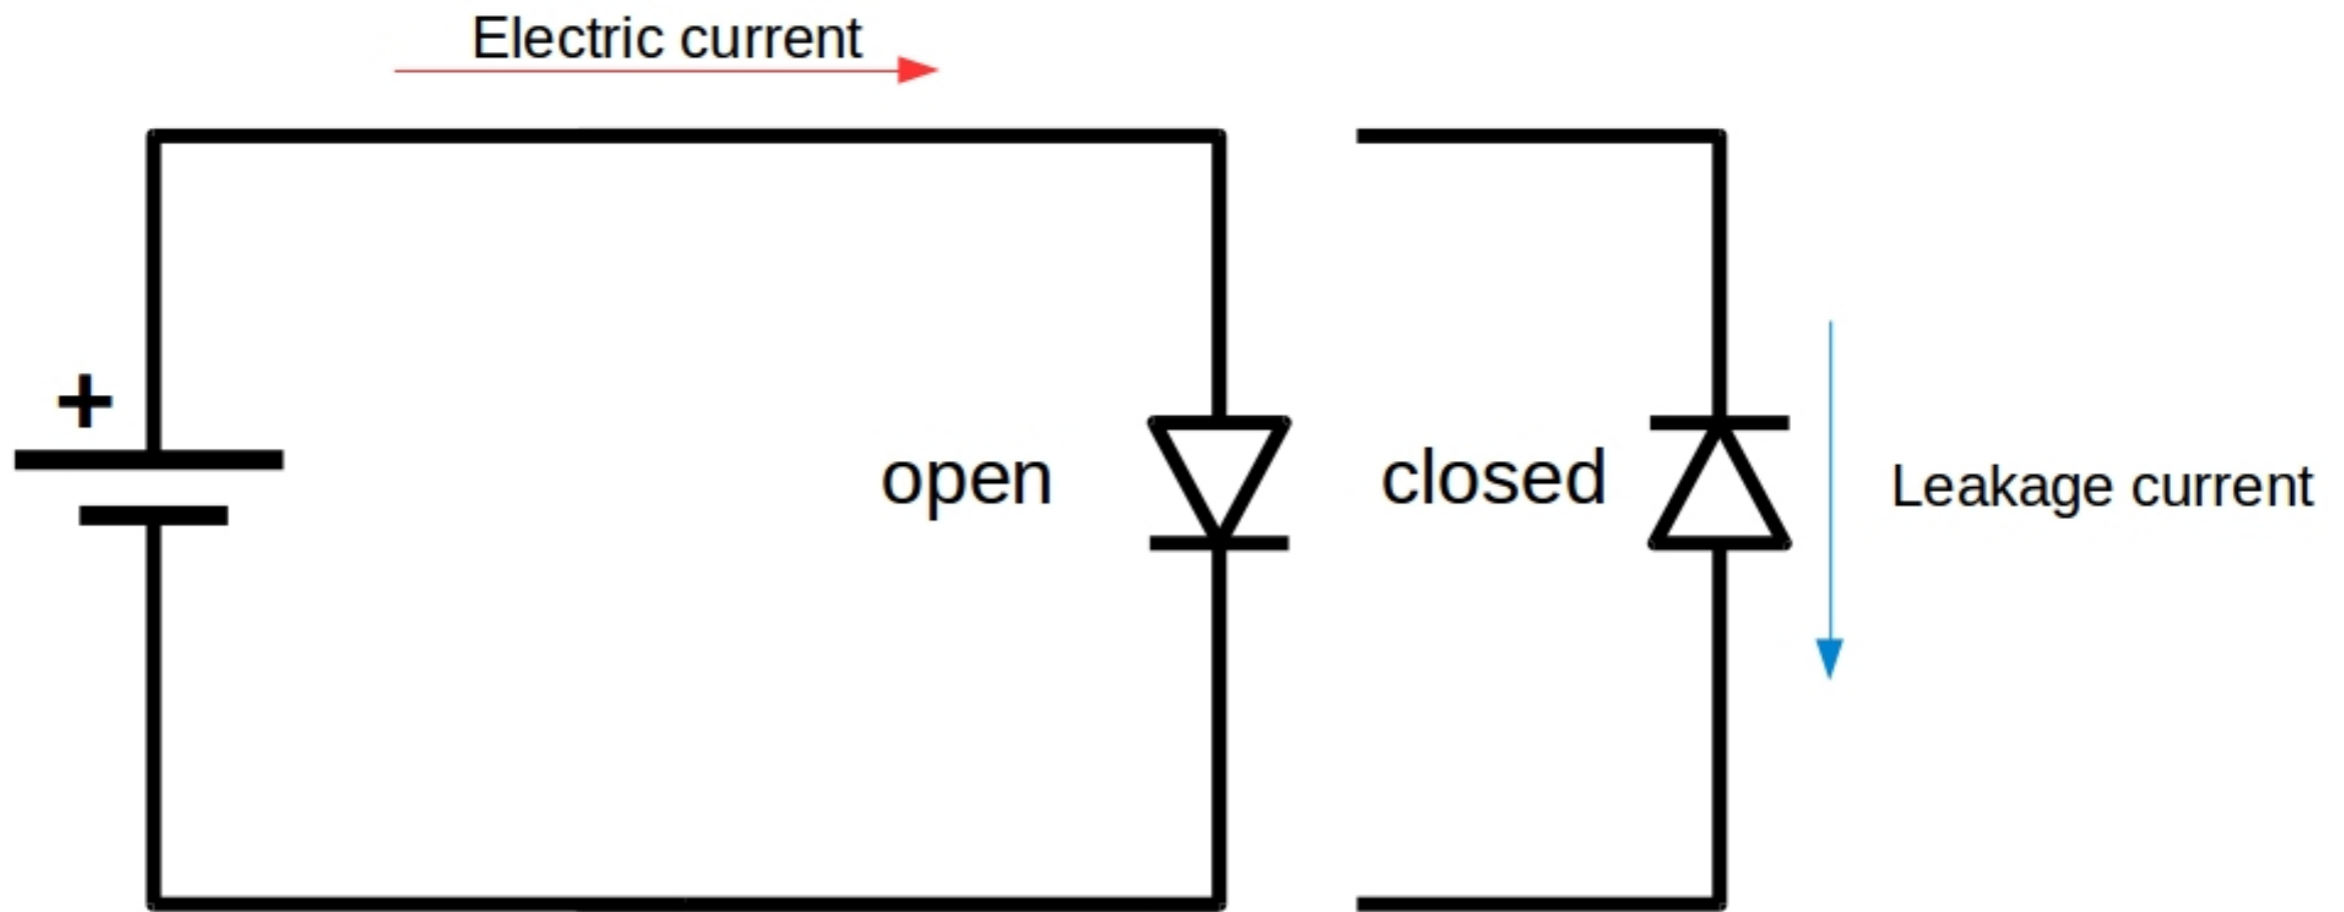 Electric current
+
open
closed
Leakage current